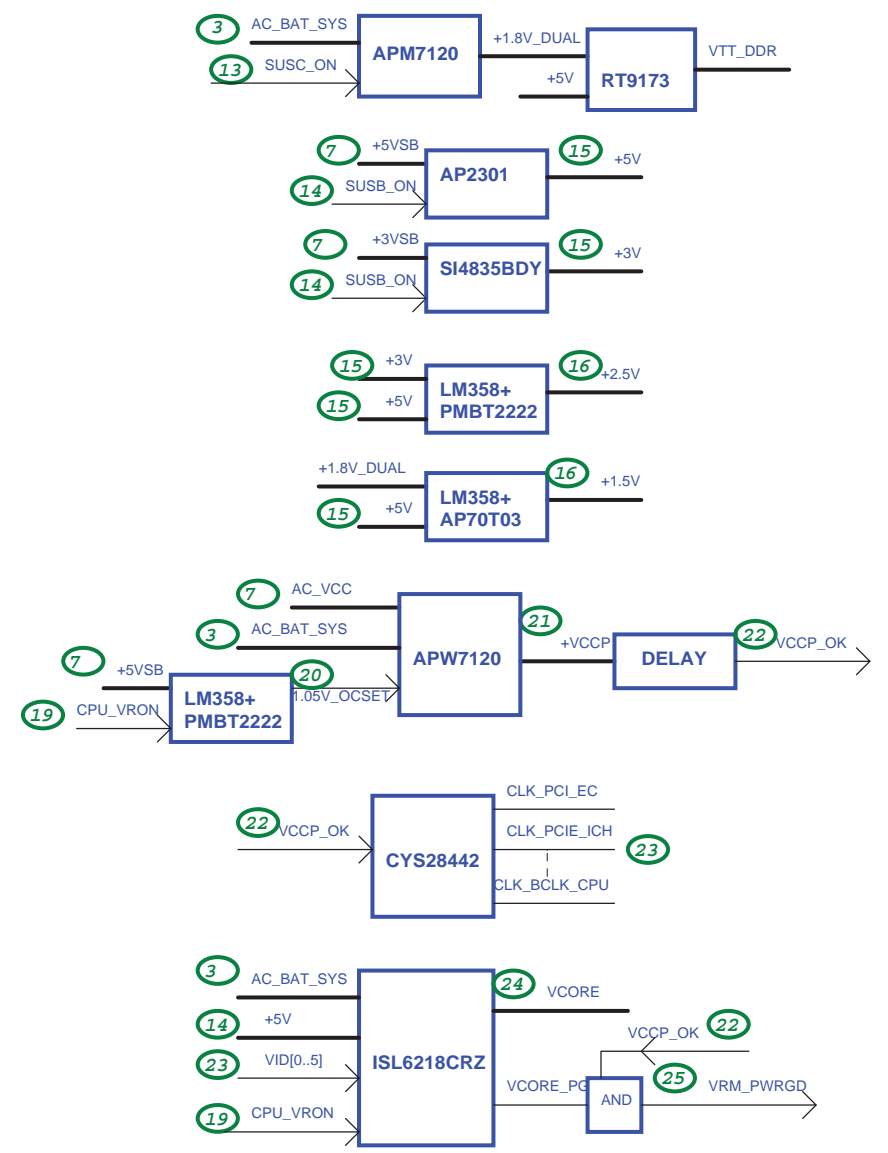 3 AC_BAT_SYS
13 SUSC_ON
APM7120
+1.8V_DUAL
+5V
RT9173
VTT_DDR
7 +5VSB
14 SUSB_ON
AP2301
15 +5V
7 +3VSB
14 SUSB_ON
SI4835BDY
15 +3V
15 +3V
15 +5V
LM358+
PMBT2222
16 +2.5V
+1.8V_DUAL
15 +5V
LM358+
AP70T03
16 +1.5V
7 AC_VCC
3 AC_BAT_SYS
7 +5VSB
19 CPU_VRON
LM358+
PMBT2222
20
1.05V_OCSET
APW7120
21
+VCCP
DELAY
22 VCCP_OK
22 VCCP_OK
CYS28442
CLK_PCI_EC
CLK_PCIE_ICH
23
CLK_BCLK_CPU
3 AC_BAT_SYS
14 +5V
23 VID[0..5]
19 CPU_VRON
ISL6218CRZ
24 VCORE
VCCP_OK 22
VCORE_PG
AND
25
VRM_PWRGD